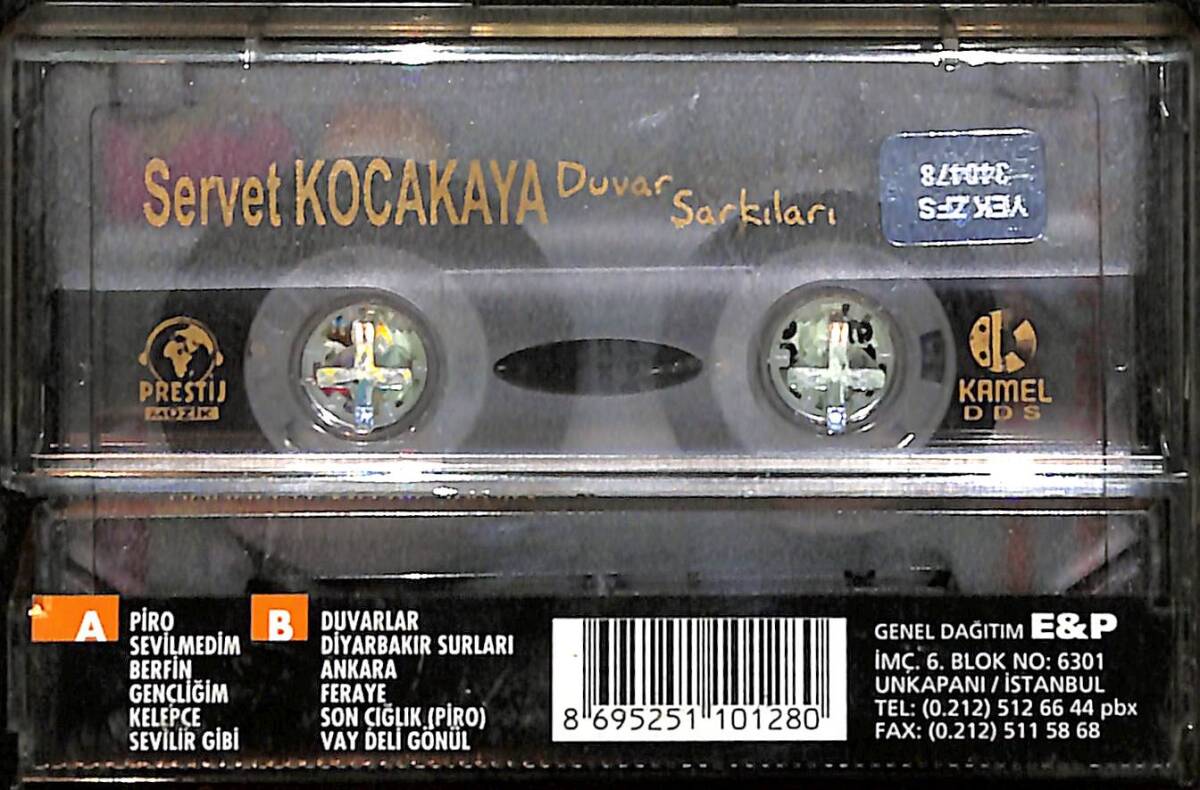 Servet KOCAKAYA Duvar Şarkıları
340478
YEK ZFS
PRESTİJ
MÜZİK
KAMEL
DDS
A
PİRO
SEVİLMEDİM
BERFİN
GENÇLİĞİM
KELEPÇE
SEVİLİR GİBİ
B
DUVARLAR
DİYARBAKIR SURLARI
ANKARA
FERAYE
SON ÇIĞLIK (PİRO)
VAY DELİ GÖNÜL
8 695251 101280
GENEL DAĞITIM E&P
İMÇ. 6. BLOK NO: 6301
UNKAPANI / İSTANBUL
TEL: (0.212) 512 66 44 pbx
FAX: (0.212) 511 58 68